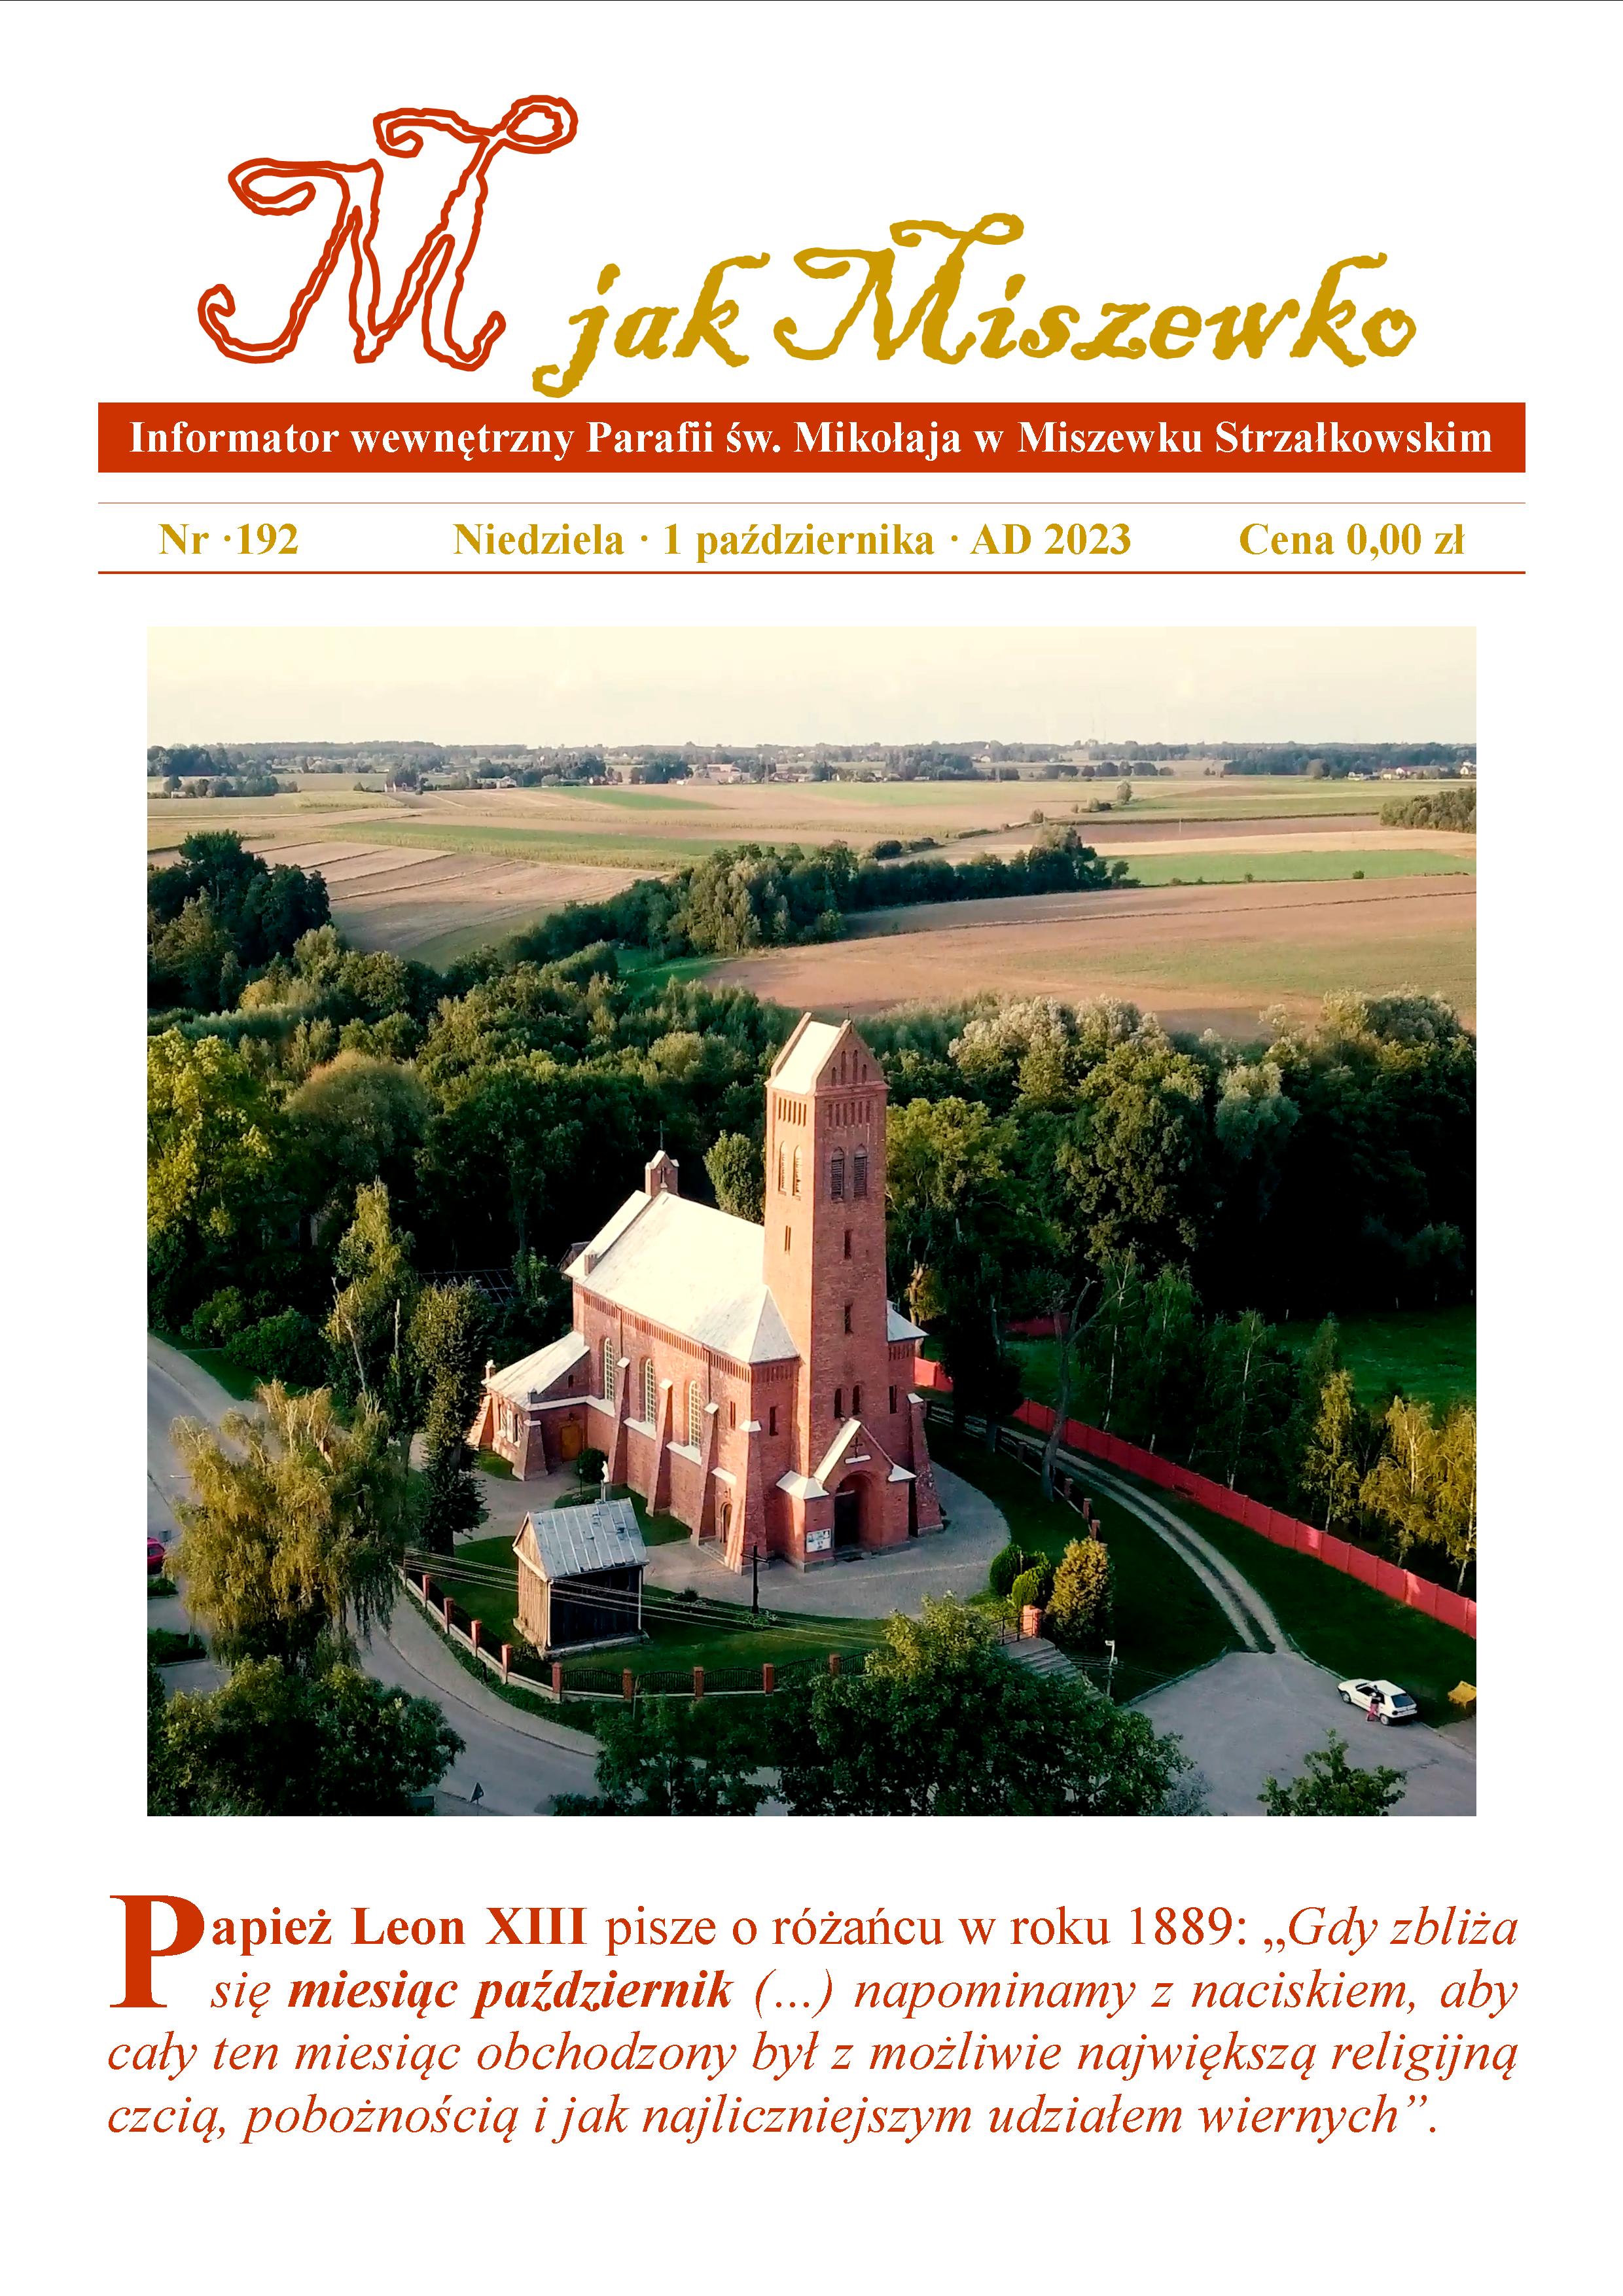 M jak Miszewko
Informator wewnętrzny Parafii św. Mikołaja w Miszewku Strzałkowskim
Nr ·192 Niedziela · 1 października · AD 2023 Cena 0,00 zł
Papież Leon XIII pisze o różańcu w roku 1889: „Gdy zbliża
się miesiąc październik (...) napominamy z naciskiem, aby
cały ten miesiąc obchodzony był z możliwie największą religijną
czcią, pobożnością i jak najliczniejszym udziałem wiernych”.